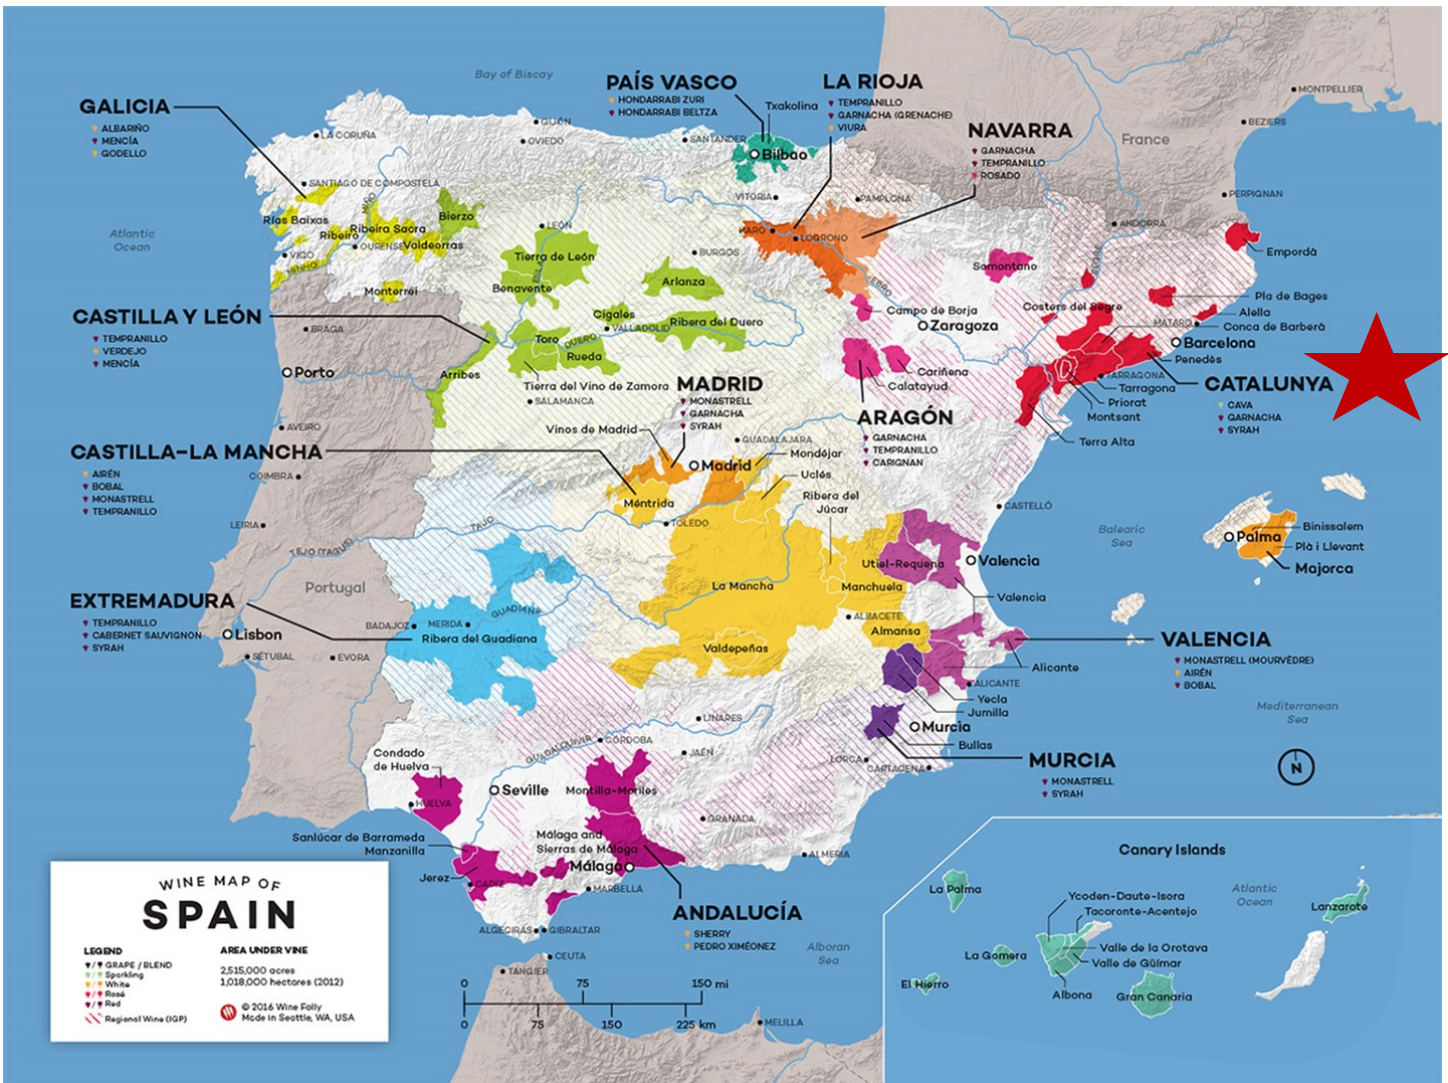 Bay of Biscay
PAÍS VASCO
HONDARRABI ZURI
HONDARRABI BELTZA
Txakolina
LA RIOJA
TEMPRANILLO
GARNACHA (GRENACHE)
VIURA
NAVARRA
GARNACHA
TEMPRANILLO
ROSADO
GALICIA
ALBARIÑO
MENCÍA
GODELLO
LA CORUÑA
GIJÓN
OVIEDO
SANTANDER
Bilbao
VITORIA
PAMPLONA
France
MONTPELLIER
BEZIERS
PERPIGNAN
ANDORRA
SANTIAGO DE COMPOSTELA
Rías Baixas
Ribeiro
Ribeira Sacra
Valdeorras
OURENSE
VIGO
MINHO
Monterrei
Bierzo
LEÓN
Tierra de León
Benavente
ESLA
BURGOS
Arlanza
HARO
LOGRONO
EBRO
Somontano
Empordà
Costers del Segre
Pla de Bages
Alella
Conca de Barberà
MATARO
Barcelona
Penedès
TARRAGONA
Tarragona
Priorat
Montsant
Terra Alta
CATALUNYA
CAVA
GARNACHA
SYRAH
Atlantic
Ocean
CASTILLA Y LEÓN
TEMPRANILLO
VERDEJO
MENCÍA
BRAGA
Porto
AVEIRO
Arribes
Toro
DUERO
Cigales
VALLADOLID
Ribera del Duero
Rueda
Tierra del Vino de Zamora
SALAMANCA
Campo de Borja
Zaragoza
Cariñena
Calatayud
ARAGÓN
GARNACHA
TEMPRANILLO
CARIGNAN
MADRID
MONASTRELL
GARNACHA
SYRAH
Vinos de Madrid
GUADALAJARA
Madrid
Mondéjar
Uclés
Ribera del
Júcar
CASTILLA–LA MANCHA
AIRÉN
BOBAL
MONASTRELL
TEMPRANILLO
COIMBRA
LEIRIA
Méntrida
TOLEDO
TAJO
TEJO (TAGUS)
CASTELLÓ
Balearic
Sea
Palma
Binissalem
Plà i Llevant
Majorca
Utiel-Requena
Valencia
Valencia
La Mancha
Manchuela
ALBACETE
Almansa
Valdepeñas
Portugal
EXTREMADURA
TEMPRANILLO
CABERNET SAUVIGNON
SYRAH
Lisbon
SETUBAL
EVORA
BADAJOZ
MERIDA
GUADIANA
Ribera del Guadiana
VALENCIA
MONASTRELL (MOURVÈDRE)
AIRÉN
BOBAL
Alicante
ALICANTE
Yecla
Jumilla
Murcia
Bullas
Mediterranean
Sea
LINARES
GUADALQUIVIR
CÓRDOBA
JAÉN
LORCA
CARTAGENA
MURCIA
MONASTRELL
SYRAH
N
Condado
de Huelva
HUELVA
Seville
Montilla-Moriles
GRANADA
ALMERIA
Sanlúcar de Barrameda
Manzanilla
Málaga and
Sierras de Málaga
Málaga
Jerez
CADIZ
MARBELLA
ALGECIRAS
GIBRALTAR
CEUTA
TANGIER
ANDALUCÍA
SHERRY
PEDRO XIMÉONEZ
Alboran
Sea
MELILLA
0 75 150 mi
0 75 150 225 km
WINE MAP OF
SPAIN
LEGEND
GRAPE / BLEND
Sparkling
White
Rosé
Red
Regional Wine (IGP)
AREA UNDER VINE
2,515,000 acres
1,018,000 hectares (2012)
© 2016 Wine Folly
Made in Seattle, WA, USA
Canary Islands
La Palma
Ycoden-Daute-Isora
Tacoronte-Acentejo
Atlantic
Ocean
Lanzarote
La Gomera
Valle de la Orotava
Valle de Güimar
El Hierro
Albona
Gran Canaria